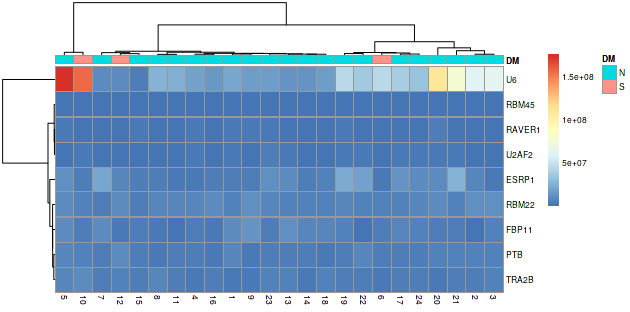 DM
U6
RBM45
RAVER1
U2AF2
ESRP1
RBM22
FBP11
PTB
TRA2B
5 10 7 12 15 8 11 4 16 1 9 23 13 14 18 19 22 6 17 24 20 21 2 3
1.5e+08
1e+08
5e+07
DM
N
S